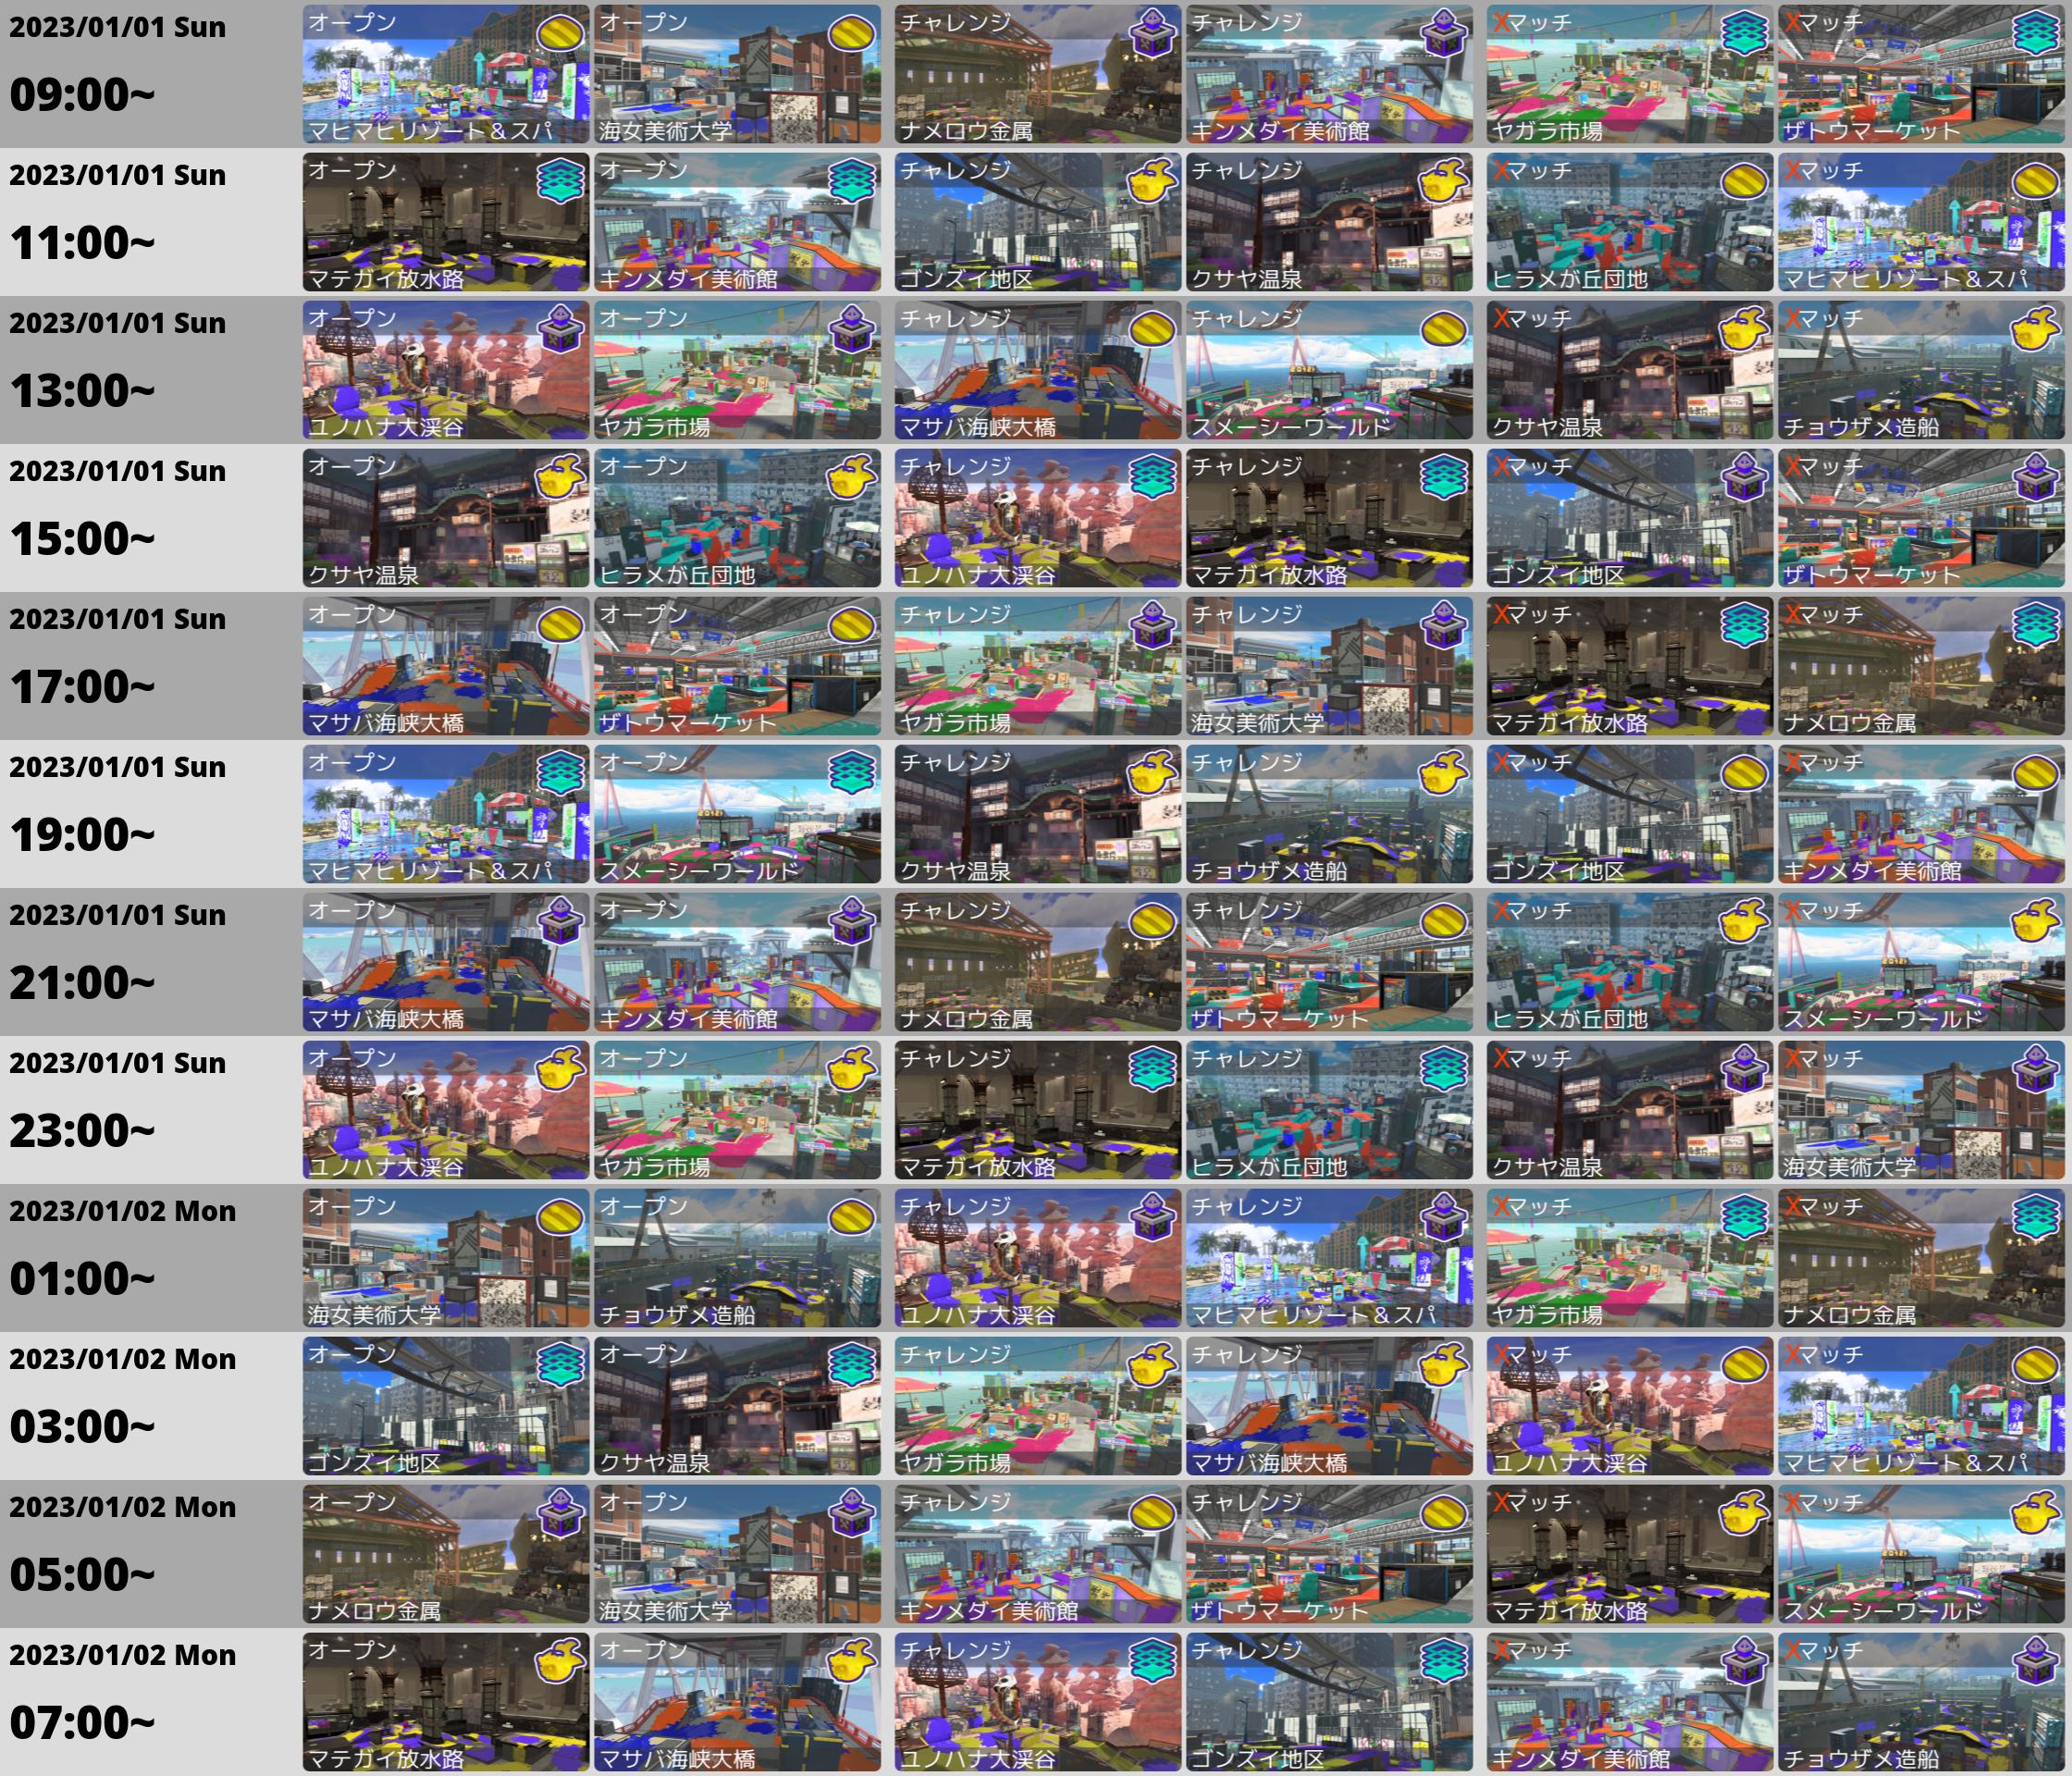 2023/01/01 Sun
09:00~
オープン
マヒマヒリゾート＆スパ
オープン
海女美術大学
チャレンジ
ナメロウ金属
チャレンジ
キンメダイ美術館
Xマッチ
ヤガラ市場
Xマッチ
ザトウマーケット
2023/01/01 Sun
11:00~
オープン
マテガイ放水路
オープン
キンメダイ美術館
チャレンジ
ゴンズイ地区
チャレンジ
クサヤ温泉
Xマッチ
ヒラメが丘団地
Xマッチ
マヒマヒリゾート＆スパ
2023/01/01 Sun
13:00~
オープン
ユノハナ大渓谷
オープン
ヤガラ市場
チャレンジ
マサバ海峡大橋
チャレンジ
スメーシーワールド
Xマッチ
クサヤ温泉
Xマッチ
チョウザメ造船
2023/01/01 Sun
15:00~
オープン
クサヤ温泉
オープン
ヒラメが丘団地
チャレンジ
ユノハナ大渓谷
チャレンジ
マテガイ放水路
Xマッチ
ゴンズイ地区
Xマッチ
ザトウマーケット
2023/01/01 Sun
17:00~
オープン
マサバ海峡大橋
オープン
ザトウマーケット
チャレンジ
ヤガラ市場
チャレンジ
海女美術大学
Xマッチ
マテガイ放水路
Xマッチ
ナメロウ金属
2023/01/01 Sun
19:00~
オープン
マヒマヒリゾート＆スパ
オープン
スメーシーワールド
チャレンジ
クサヤ温泉
チャレンジ
チョウザメ造船
Xマッチ
ゴンズイ地区
Xマッチ
キンメダイ美術館
2023/01/01 Sun
21:00~
オープン
マサバ海峡大橋
オープン
キンメダイ美術館
チャレンジ
ナメロウ金属
チャレンジ
ザトウマーケット
Xマッチ
ヒラメが丘団地
Xマッチ
スメーシーワールド
2023/01/01 Sun
23:00~
オープン
ユノハナ大渓谷
オープン
ヤガラ市場
チャレンジ
マテガイ放水路
チャレンジ
ヒラメが丘団地
Xマッチ
クサヤ温泉
Xマッチ
海女美術大学
2023/01/02 Mon
01:00~
オープン
海女美術大学
オープン
チョウザメ造船
チャレンジ
ユノハナ大渓谷
チャレンジ
マヒマヒリゾート＆スパ
Xマッチ
ヤガラ市場
Xマッチ
ナメロウ金属
2023/01/02 Mon
03:00~
オープン
ゴンズイ地区
オープン
クサヤ温泉
チャレンジ
ヤガラ市場
チャレンジ
マサバ海峡大橋
Xマッチ
ユノハナ大渓谷
Xマッチ
マヒマヒリゾート＆スパ
2023/01/02 Mon
05:00~
オープン
ナメロウ金属
オープン
海女美術大学
チャレンジ
キンメダイ美術館
チャレンジ
ザトウマーケット
Xマッチ
マテガイ放水路
Xマッチ
スメーシーワールド
2023/01/02 Mon
07:00~
オープン
マテガイ放水路
オープン
マサバ海峡大橋
チャレンジ
ユノハナ大渓谷
チャレンジ
ゴンズイ地区
Xマッチ
キンメダイ美術館
Xマッチ
チョウザメ造船